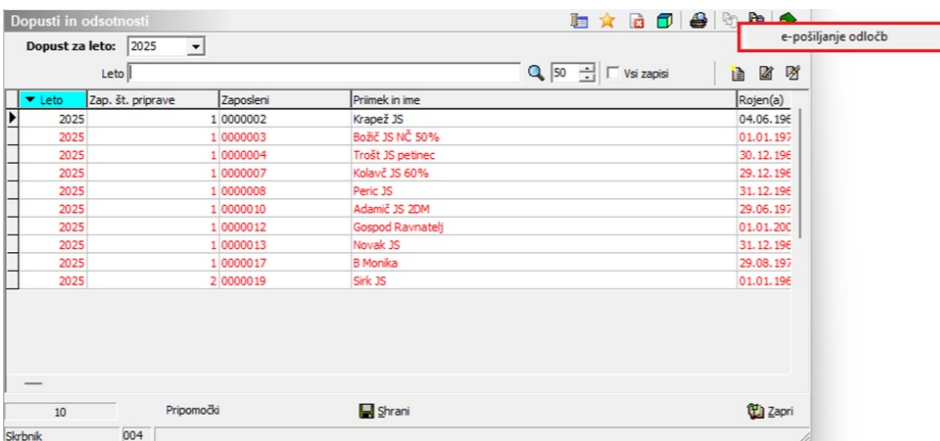 Dopusti in odsotnosti
e-pošiljanje odločb
Dopust za leto: 2025
Leto 50 Vsi zapisi
Leto Zap. št. priprave Zaposleni Priimek in ime Rojen(a)
2025 1 0000002 Krapež JS 04.06.196
2025 1 0000003 Božič JS NČ 50% 01.01.197
2025 1 0000004 Trošt JS petinec 30.12.196
2025 1 0000007 Kolavč JS 60% 29.12.196
2025 1 0000008 Peric JS 31.12.196
2025 1 0000010 Adamič JS 2DM 29.06.197
2025 1 0000012 Gospod Ravnatelj 01.01.200
2025 1 0000013 Novak JS 31.12.196
2025 1 0000017 B Monika 29.08.197
2025 2 0000019 Sirk JS 01.01.196
10 Pripomočki Shrani Zapri
Skrbnik 004